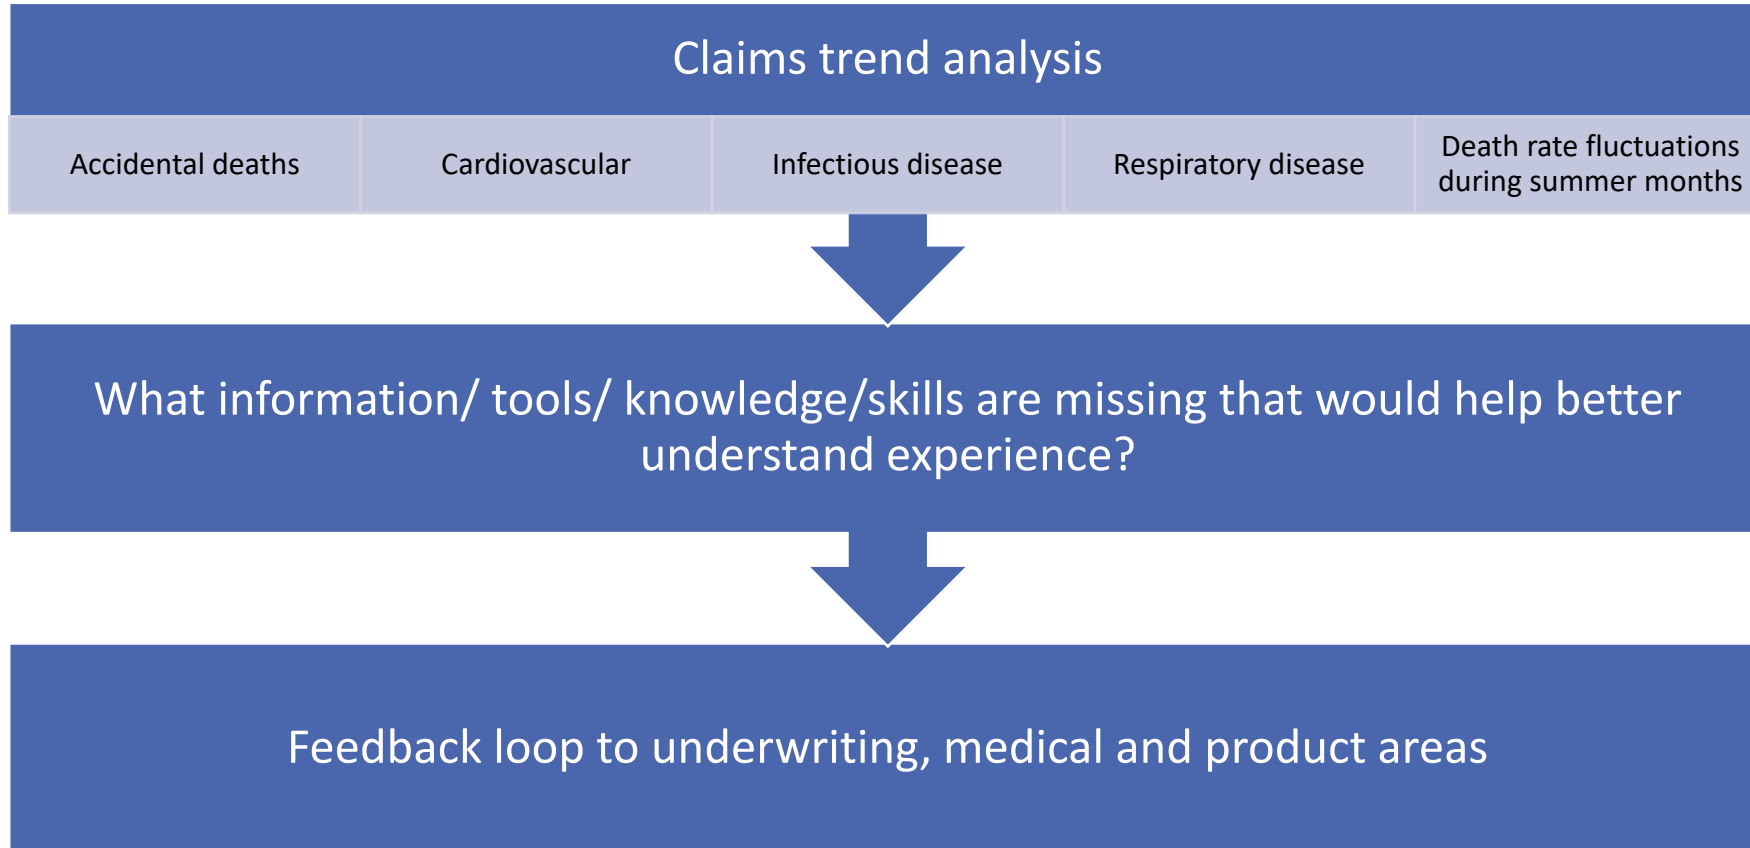 Claims trend analysis
Accidental deaths
Cardiovascular
Infectious disease
Respiratory disease
Death rate fluctuations
during summer months
What information/ tools/ knowledge/skills are missing that would help better
understand experience?
Feedback loop to underwriting, medical and product areas